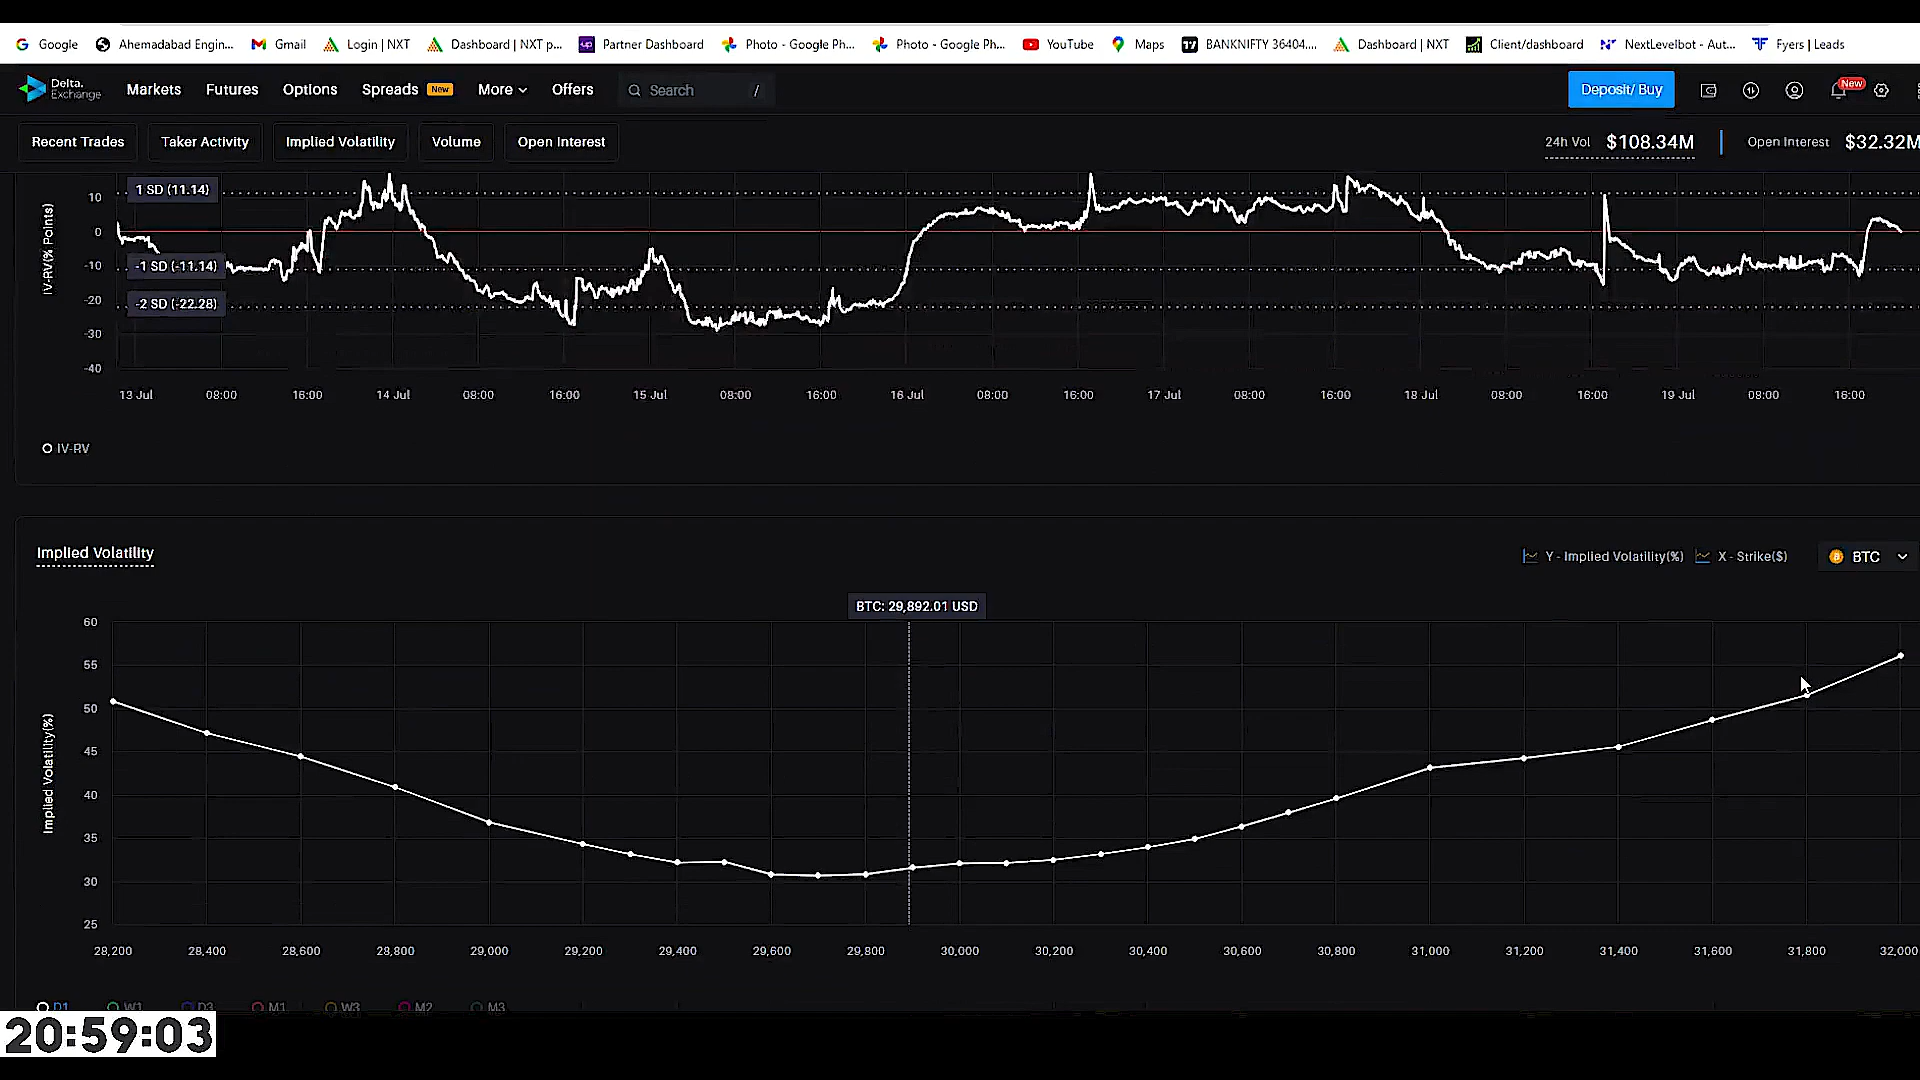 Google Ahemadabad Engin... Gmail Login | NXT Dashboard | NXT p... Partner Dashboard Photo - Google Ph... Photo - Google Ph... YouTube Maps BANKNIFTY 36404.... Dashboard | NXT Client/dashboard NextLevelbot - Aut... Fyers | Leads
Delta. Exchange Markets Futures Options Spreads New More Offers Search / Deposit/ Buy New
Recent Trades Taker Activity Implied Volatility Volume Open Interest 24h Vol $108.34M Open Interest $32.32M
IV-RV(% Points)
1 SD (11.14)
10
0
-10
-1 SD (-11.14)
-20
-2 SD (-22.28)
-30
-40
13 Jul 08:00 16:00 14 Jul 08:00 16:00 15 Jul 08:00 16:00 16 Jul 08:00 16:00 17 Jul 08:00 16:00 18 Jul 08:00 16:00 19 Jul 08:00 16:00
IV-RV
Implied Volatility Y - Implied Volatility(%) X - Strike($) BTC
BTC: 29,892.01 USD
Implied Volatility(%)
60
55
50
45
40
35
30
25
28,200 28,400 28,600 28,800 29,000 29,200 29,400 29,600 29,800 30,000 30,200 30,400 30,600 30,800 31,000 31,200 31,400 31,600 31,800 32,000
D1 W1 D3 M1 W3 M2 M3
20:59:03